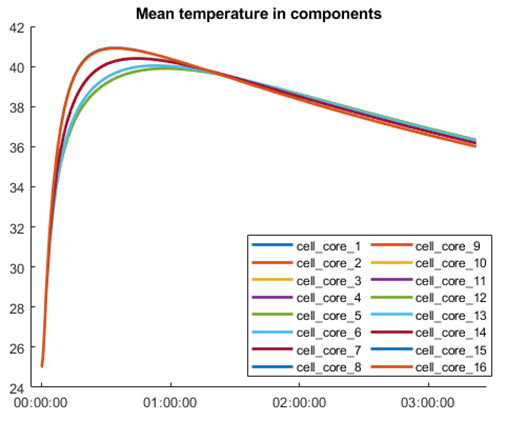 Mean temperature in components
42
40
38
36
34
32
30
28
26
24
00:00:00 01:00:00 02:00:00 03:00:00
cell_core_1 cell_core_9
cell_core_2 cell_core_10
cell_core_3 cell_core_11
cell_core_4 cell_core_12
cell_core_5 cell_core_13
cell_core_6 cell_core_14
cell_core_7 cell_core_15
cell_core_8 cell_core_16